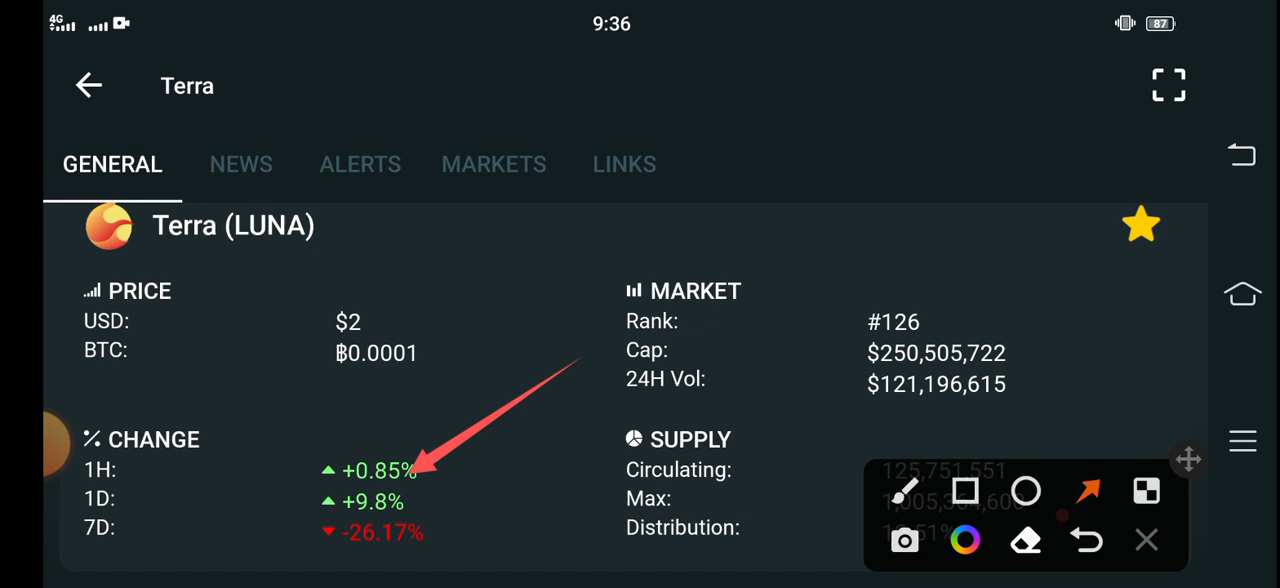 4G
9:36
87
Terra
GENERAL NEWS ALERTS MARKETS LINKS
Terra (LUNA)
PRICE
USD: $2
BTC: ฿0.0001
MARKET
Rank: #126
Cap: $250,505,722
24H Vol: $121,196,615
CHANGE
1H: +0.85%
1D: +9.8%
7D: -26.17%
SUPPLY
Circulating: 125,751,551
Max:
Distribution: